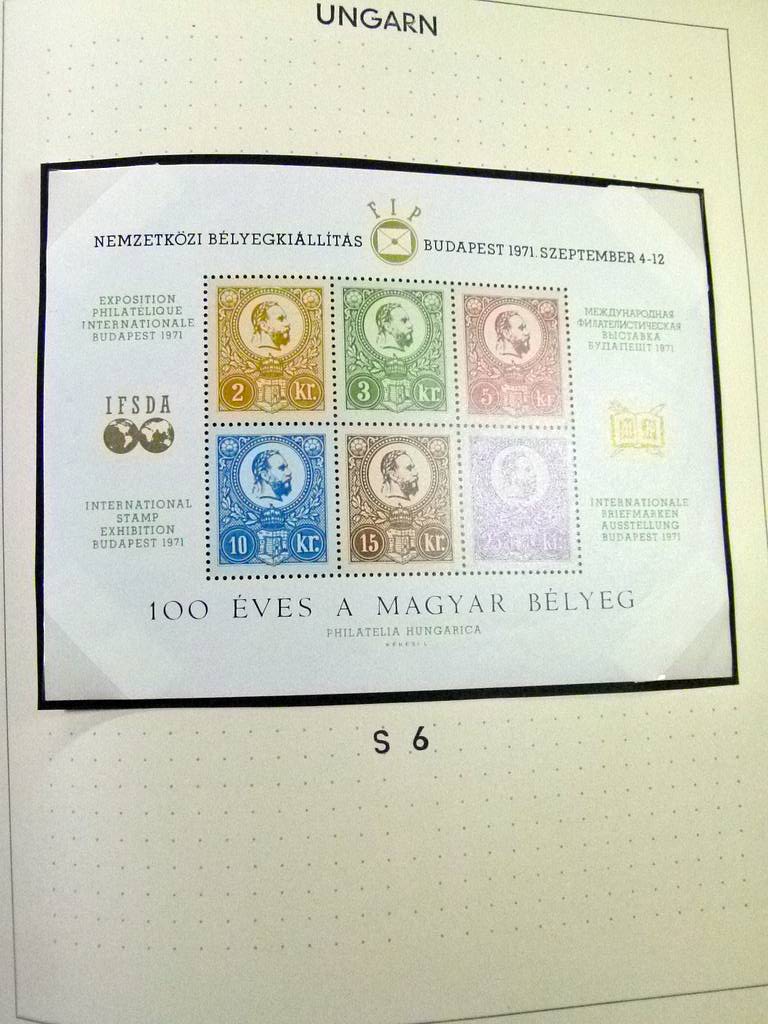 UNGARN
FIP
NEMZETKÖZI BÉLYEGKIÁLLÍTÁS BUDAPEST 1971. SZEPTEMBER 4-12
EXPOSITION
PHILATÉLIQUE
INTERNATIONALE
BUDAPEST 1971
МЕЖДУНАРОДНАЯ
ФИЛАТЕЛИСТИЧЕСКАЯ
ВЫСТАВКА
БУДАПЕШТ 1971
2 kr.
3 kr.
5 kr.
IFSDA
10 kr.
15 kr.
25 kr.
INTERNATIONAL
STAMP
EXHIBITION
BUDAPEST 1971
INTERNATIONALE
BRIEFMARKEN
AUSSTELLUNG
BUDAPEST 1971
100 ÉVES A MAGYAR BÉLYEG
PHILATELIA HUNGARICA
S 6